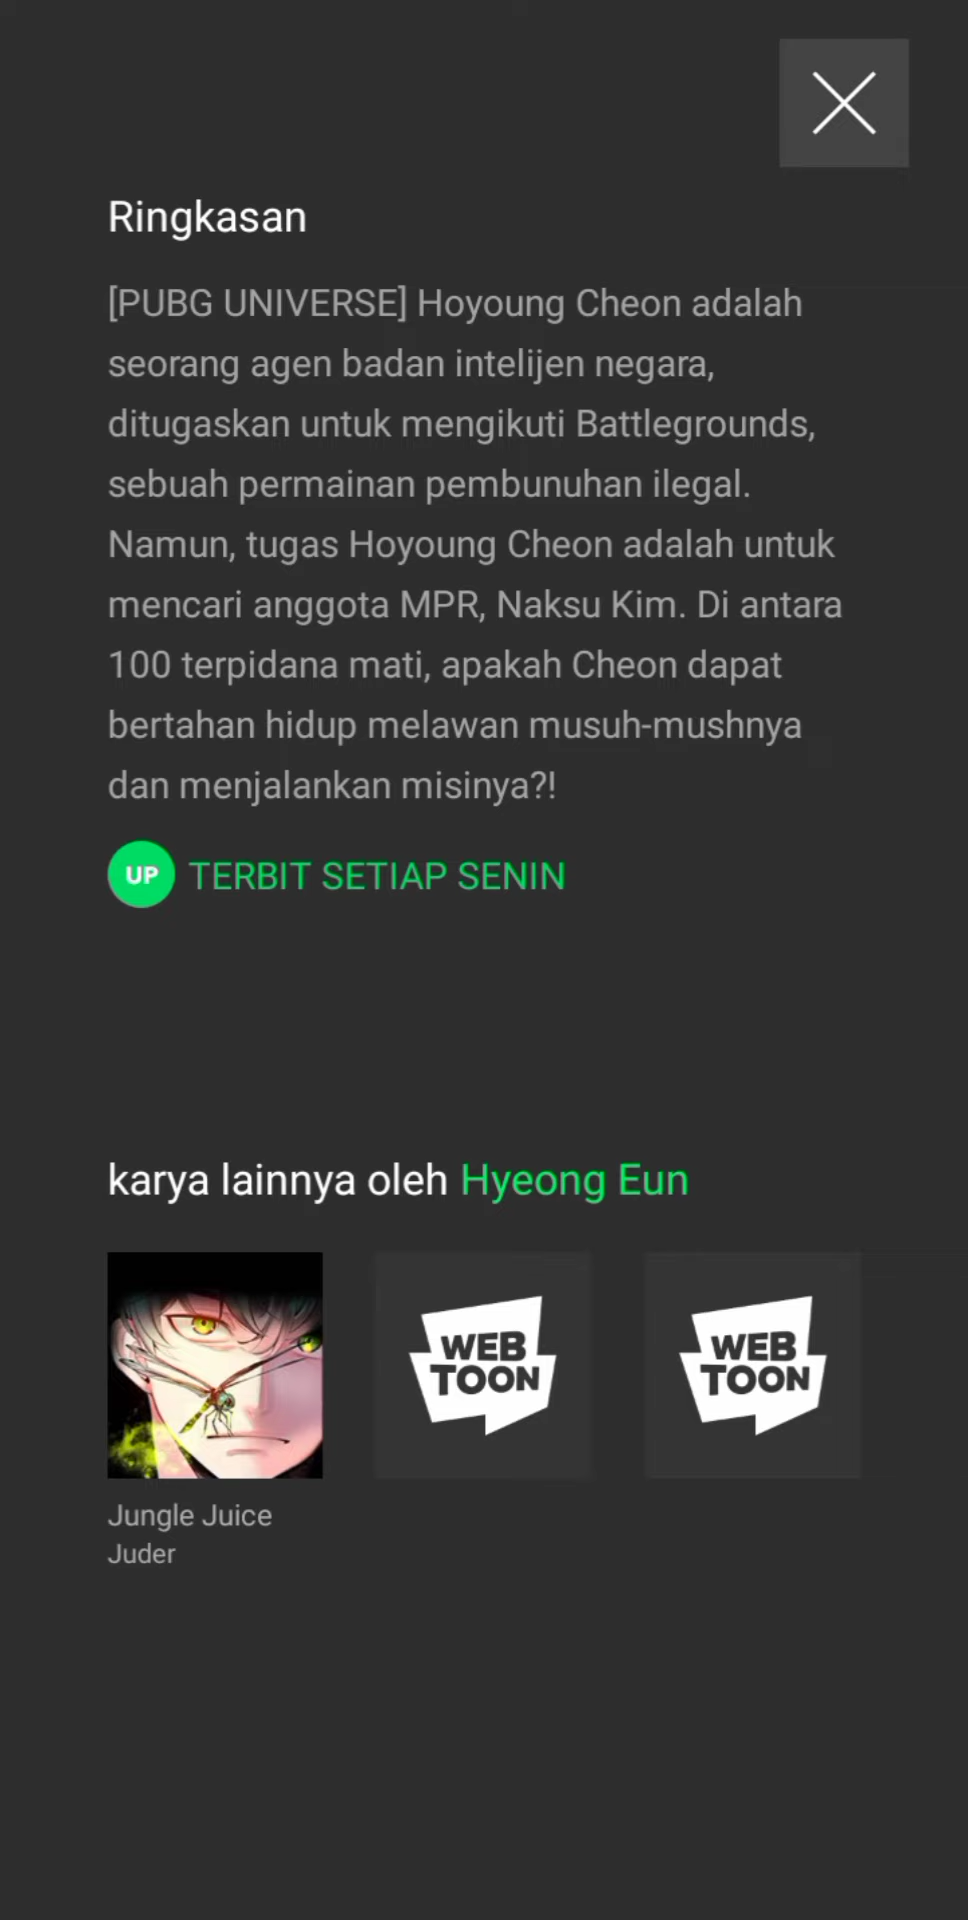 Ringkasan
[PUBG UNIVERSE] Hoyoung Cheon adalah
seorang agen badan intelijen negara,
ditugaskan untuk mengikuti Battlegrounds,
sebuah permainan pembunuhan ilegal.
Namun, tugas Hoyoung Cheon adalah untuk
mencari anggota MPR, Naksu Kim. Di antara
100 terpidana mati, apakah Cheon dapat
bertahan hidup melawan musuh-mushnya
dan menjalankan misinya?!
UP TERBIT SETIAP SENIN
karya lainnya oleh Hyeong Eun
WEB
TOON
WEB
TOON
Jungle Juice
Juder